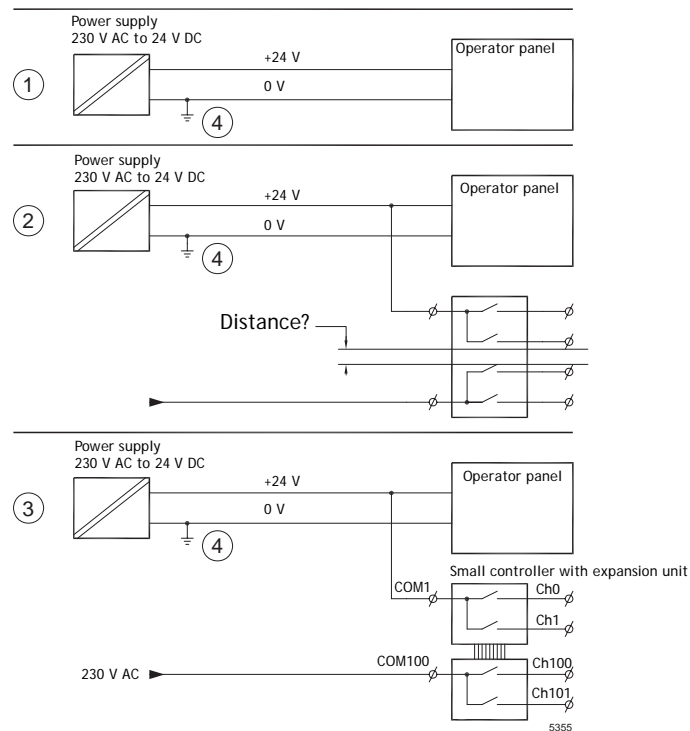 Power supply
230 V AC to 24 V DC
+24 V
Operator panel
1
0 V
4
Power supply
230 V AC to 24 V DC
+24 V
Operator panel
2
0 V
4
Distance?
Power supply
230 V AC to 24 V DC
+24 V
Operator panel
3
0 V
4
Small controller with expansion unit
COM1
Ch0
Ch1
COM100
Ch100
230 V AC
Ch101
5355